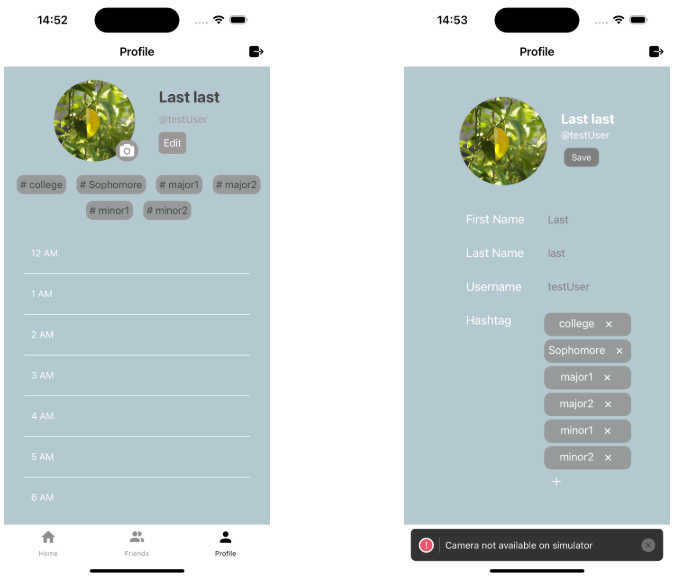 14:52
Profile
Last last
@testUser
Edit
# college # Sophomore # major1 # major2
# minor1 # minor2
12 AM
1 AM
2 AM
3 AM
4 AM
5 AM
6 AM
Home Friends Profile
14:53
Profile
Last last
@testUser
Save
First Name Last
Last Name last
Username testUser
Hashtag college ×
Sophomore ×
major1 ×
major2 ×
minor1 ×
minor2 ×
+
! Camera not available on simulator ×